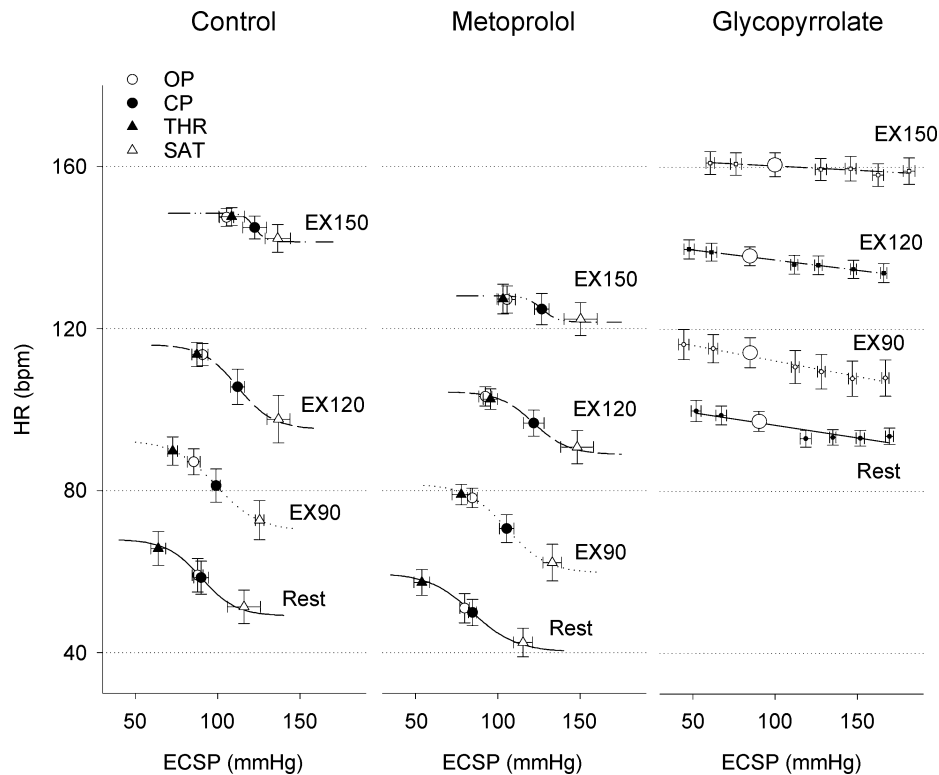 Control Metoprolol Glycopyrrolate
OP
CP
THR
SAT
EX150
EX120
EX90
Rest
EX150
EX120
EX90
Rest
EX150
EX120
EX90
Rest
HR (bpm)
160
120
80
40
50 100 150 50 100 150 50 100 150
ECSP (mmHg) ECSP (mmHg) ECSP (mmHg)